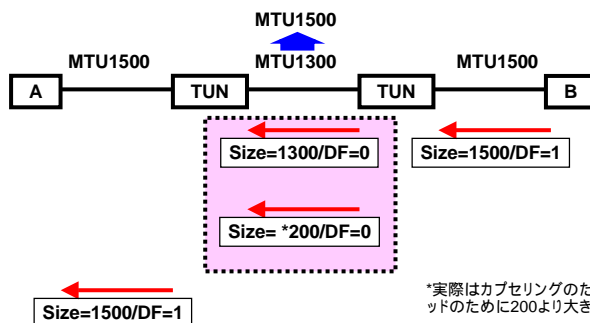 MTU1500
MTU1500
MTU1300
MTU1500
A
TUN
TUN
B
Size=1300/DF=0
Size=1500/DF=1
Size= *200/DF=0
*実際はカプセリングのた
ッドのために200より大き
Size=1500/DF=1